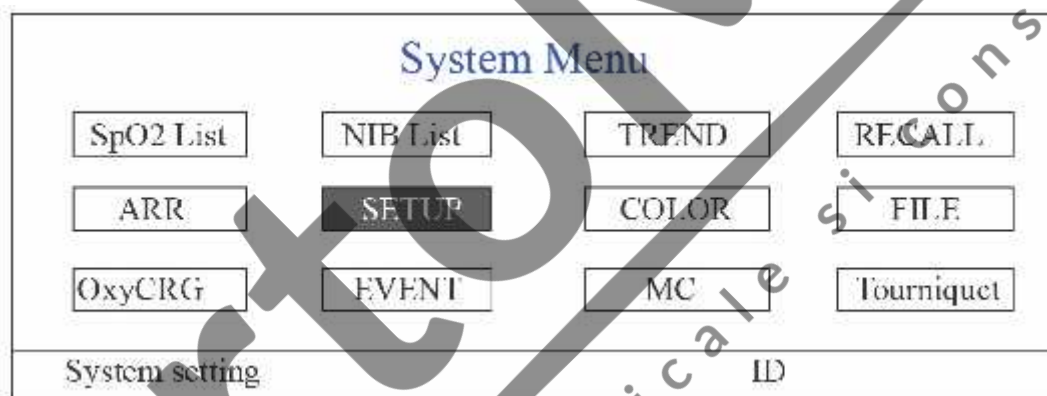 System Menu
SpO2 List NIB List TREND RECALL
ARR SETUP COLOR FILE
OxyCRG EVENT MC Tourniquet
System setting ID